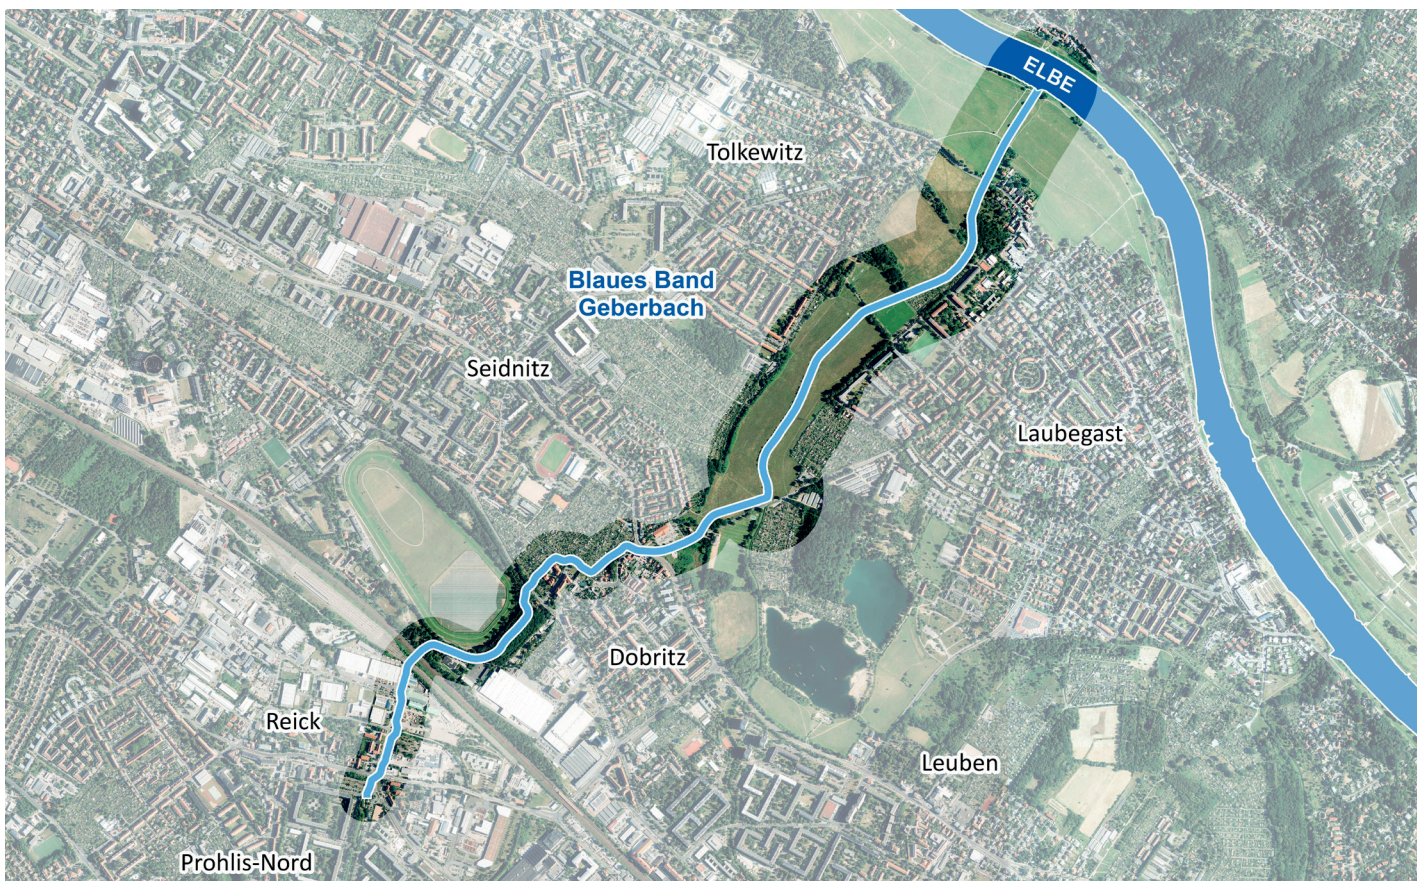 ELBE
Tolkewitz
Blaues Band
Geberbach
Seidnitz
Laubegast
Dobritz
Reick
Leuben
Prohlis-Nord